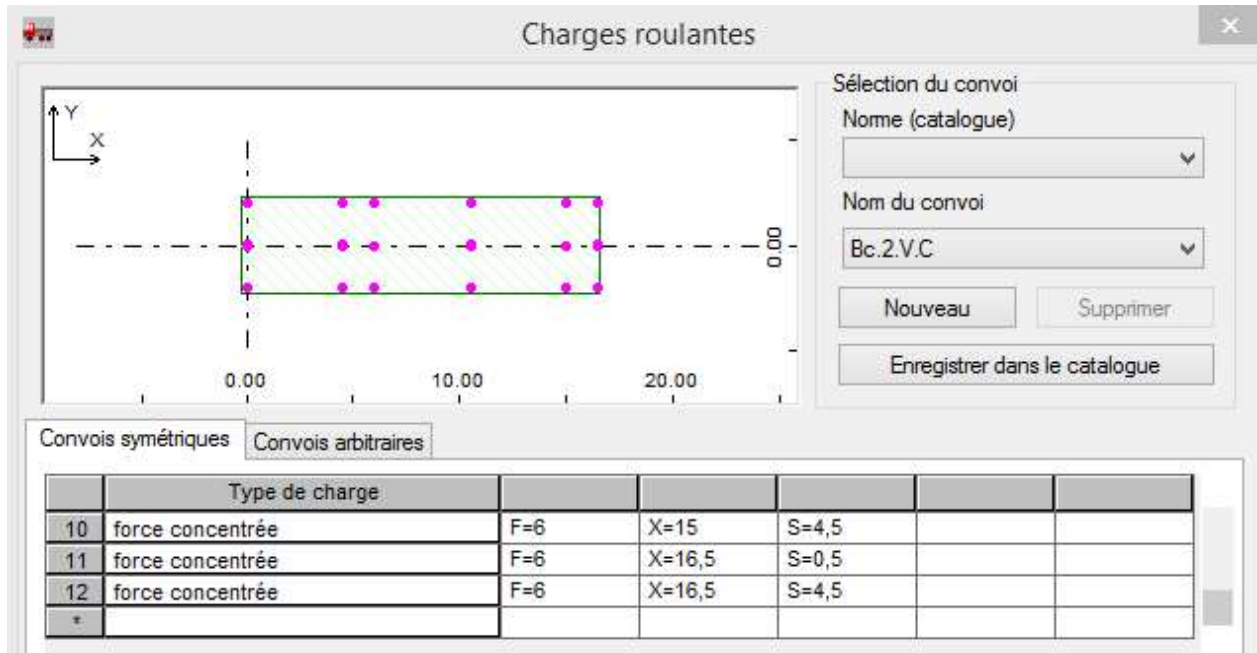 Charges roulantes
Y
X
0.00
0.00 10.00 20.00
Sélection du convoi
Norme (catalogue)
Nom du convoi
Bc.2.V.C
Nouveau Supprimer
Enregistrer dans le catalogue
Convois symétriques Convois arbitraires
Type de charge
10 force concentrée F=6 X=15 S=4,5
11 force concentrée F=6 X=16,5 S=0,5
12 force concentrée F=6 X=16,5 S=4,5
*